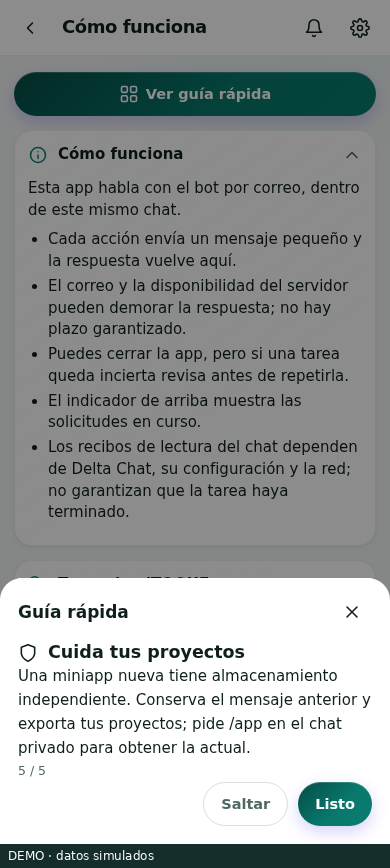 Cómo funciona
Ver guía rápida
Cómo funciona
Esta app habla con el bot por correo, dentro
de este mismo chat.
• Cada acción envía un mensaje pequeño y
la respuesta vuelve aquí.
• El correo y la disponibilidad del servidor
pueden demorar la respuesta; no hay
plazo garantizado.
• Puedes cerrar la app, pero si una tarea
queda incierta revisa antes de repetirla.
• El indicador de arriba muestra las
solicitudes en curso.
• Los recibos de lectura del chat dependen
de Delta Chat, su configuración y la red;
no garantizan que la tarea haya
terminado.
Guía rápida
Cuida tus proyectos
Una miniapp nueva tiene almacenamiento
independiente. Conserva el mensaje anterior y
exporta tus proyectos; pide /app en el chat
privado para obtener la actual.
5 / 5
Saltar
Listo
DEMO · datos simulados